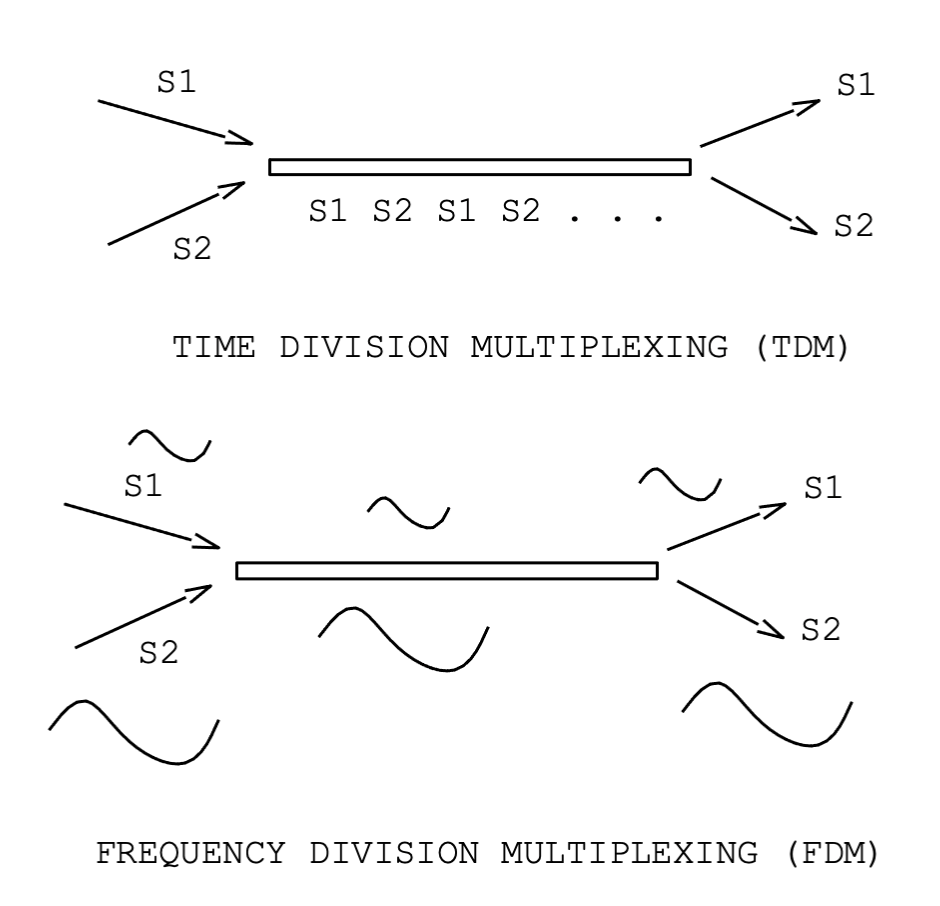 S1
S1
S1 S2 S1 S2 . . .
S2
S2
TIME DIVISION MULTIPLEXING (TDM)
S1
S1
S2
S2
FREQUENCY DIVISION MULTIPLEXING (FDM)